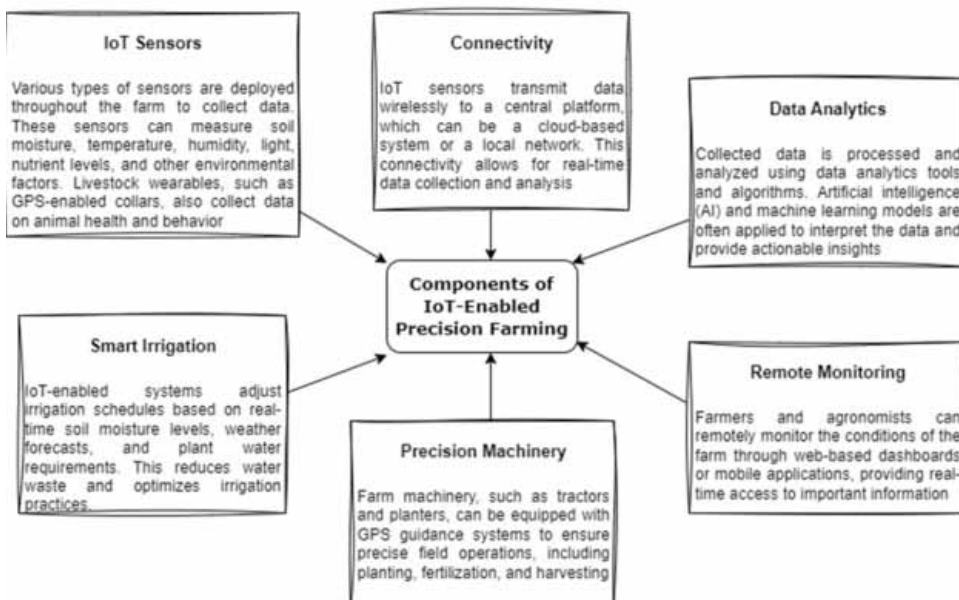 IoT Sensors
Various types of sensors are deployed
throughout the farm to collect data.
These sensors can measure soil
moisture, temperature, humidity, light,
nutrient levels, and other environmental
factors. Livestock wearables, such as
GPS-enabled collars, also collect data
on animal health and behavior
Connectivity
IoT sensors transmit data
wirelessly to a central platform,
which can be a cloud-based
system or a local network. This
connectivity allows for real-time
data collection and analysis
Data Analytics
Collected data is processed and
analyzed using data analytics tools
and algorithms. Artificial intelligence
(AI) and machine learning models are
often applied to interpret the data and
provide actionable insights
Components of
IoT-Enabled
Precision Farming
Smart Irrigation
IoT-enabled systems adjust
irrigation schedules based on real-
time soil moisture levels, weather
forecasts, and plant water
requirements. This reduces water
waste and optimizes irrigation
practices.
Precision Machinery
Farm machinery, such as tractors
and planters, can be equipped with
GPS guidance systems to ensure
precise field operations, including
planting, fertilization, and harvesting
Remote Monitoring
Farmers and agronomists can
remotely monitor the conditions of the
farm through web-based dashboards
or mobile applications, providing real-
time access to important information